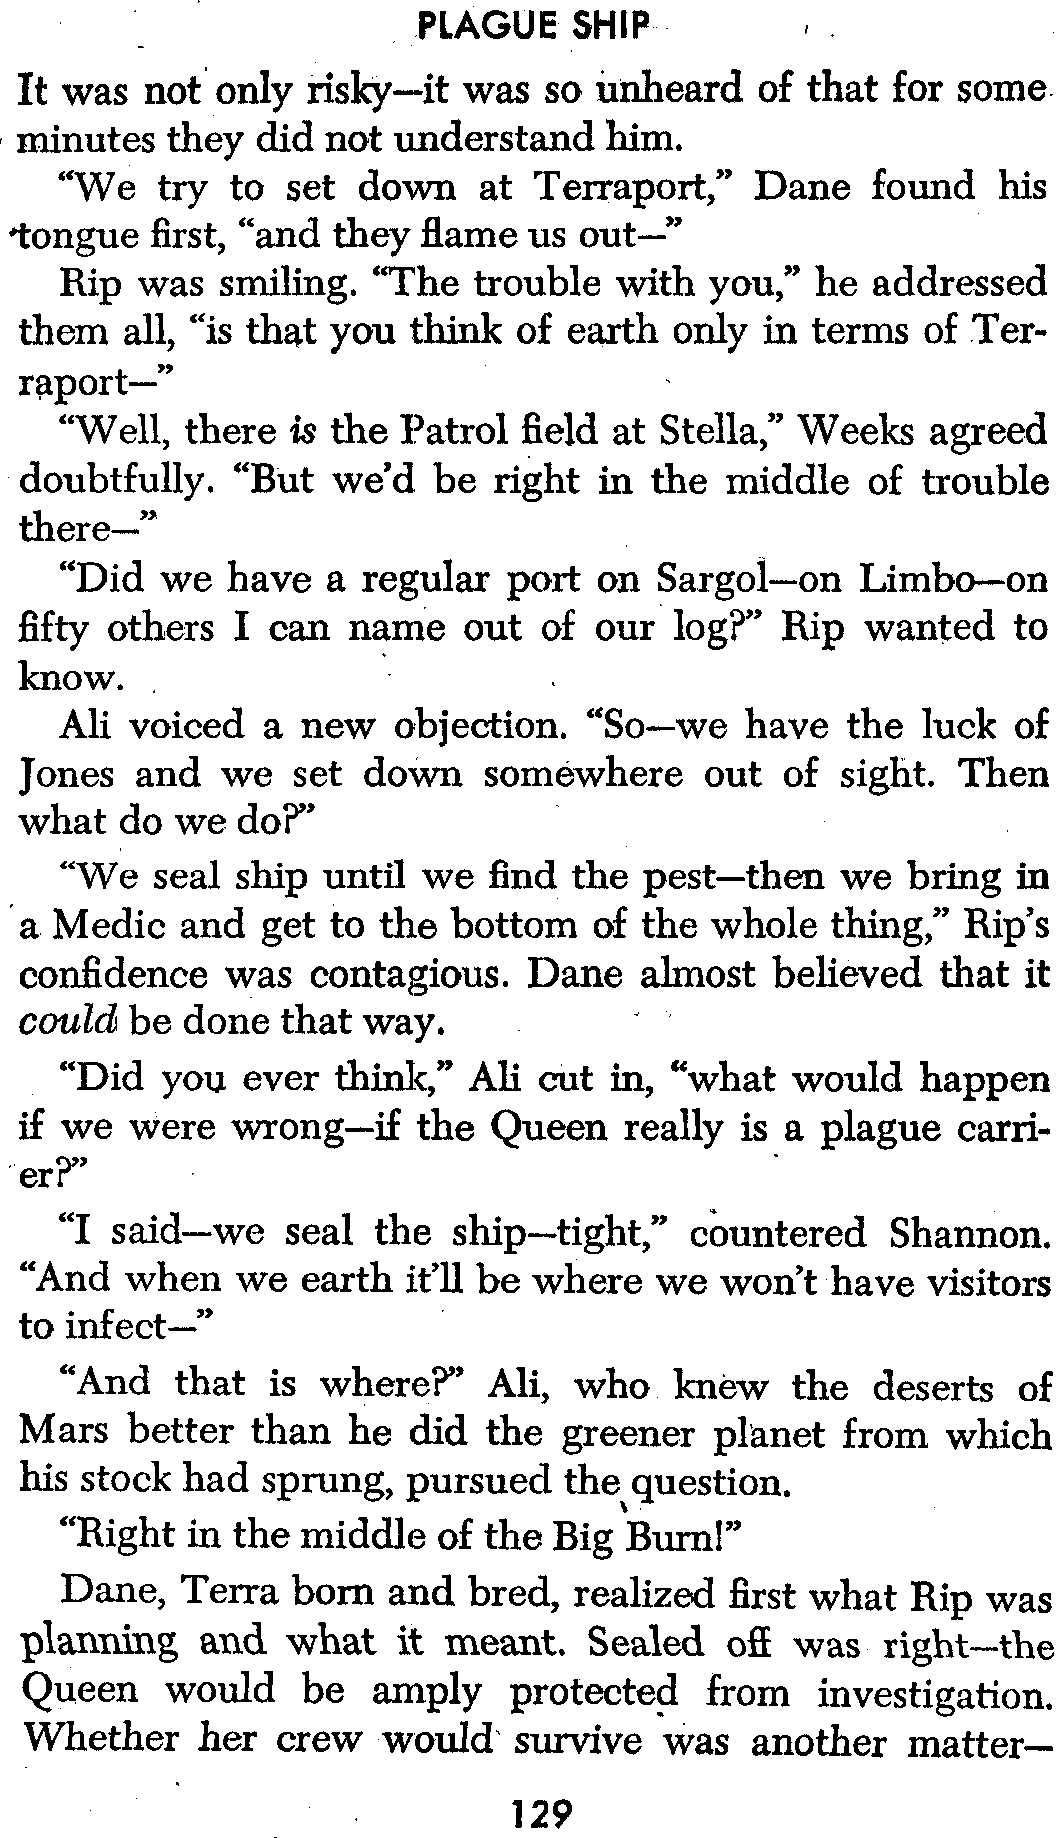 PLAGUE SHIP
It was not only risky—it was so unheard of that for some
minutes they did not understand him.
“We try to set down at Terraport,” Dane found his
tongue first, “and they flame us out—”
Rip was smiling. “The trouble with you,” he addressed
them all, “is that you think of earth only in terms of Ter-
raport—”
“Well, there is the Patrol field at Stella,” Weeks agreed
doubtfully. “But we’d be right in the middle of trouble
there—”
“Did we have a regular port on Sargol—on Limbo—on
fifty others I can name out of our log?” Rip wanted to
know.
Ali voiced a new objection. “So—we have the luck of
Jones and we set down somewhere out of sight. Then
what do we do?”
“We seal ship until we find the pest—then we bring in
a Medic and get to the bottom of the whole thing,” Rip’s
confidence was contagious. Dane almost believed that it
could be done that way.
“Did you ever think,” Ali cut in, “what would happen
if we were wrong—if the Queen really is a plague carri-
er?”
“I said—we seal the ship—tight,” countered Shannon.
“And when we earth it’ll be where we won’t have visitors
to infect—”
“And that is where?” Ali, who knew the deserts of
Mars better than he did the greener planet from which
his stock had sprung, pursued the question.
“Right in the middle of the Big Burn!”
Dane, Terra born and bred, realized first what Rip was
planning and what it meant. Sealed off was right—the
Queen would be amply protected from investigation.
Whether her crew would survive was another matter—
129